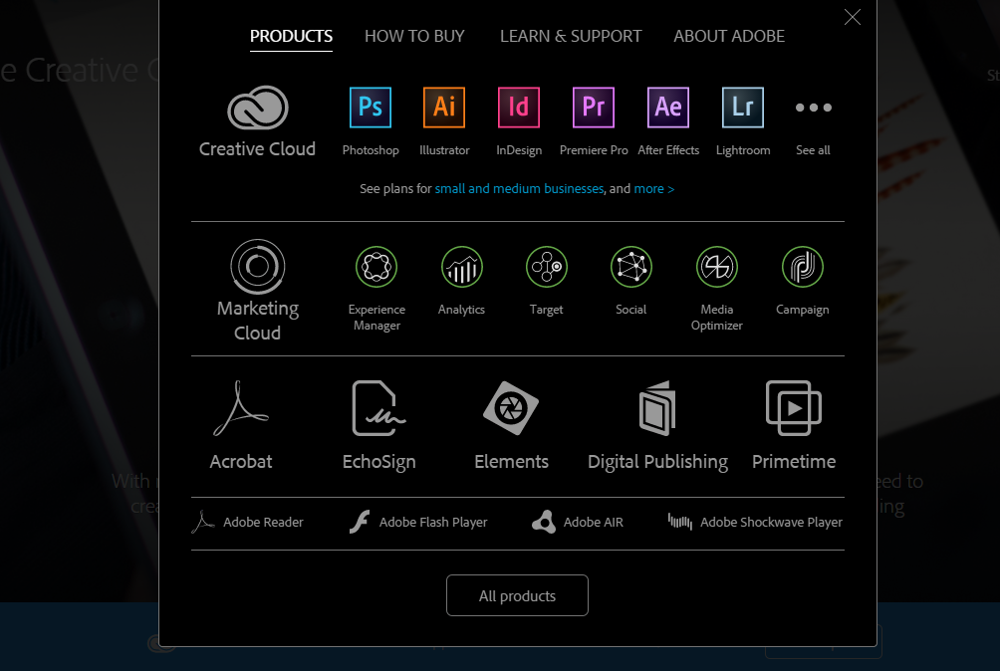 PRODUCTS HOW TO BUY LEARN & SUPPORT ABOUT ADOBE
e Creative
St
Ps Ai Id Pr Ae Lr
Creative Cloud Photoshop Illustrator InDesign Premiere Pro After Effects Lightroom See all
See plans for small and medium businesses, and more >
Marketing Cloud
Experience Manager
Analytics
Target
Social
Media Optimizer
Campaign
Acrobat EchoSign Elements Digital Publishing Primetime
With
eed to
crea
ing
Adobe Reader Adobe Flash Player Adobe AIR Adobe Shockwave Player
All products